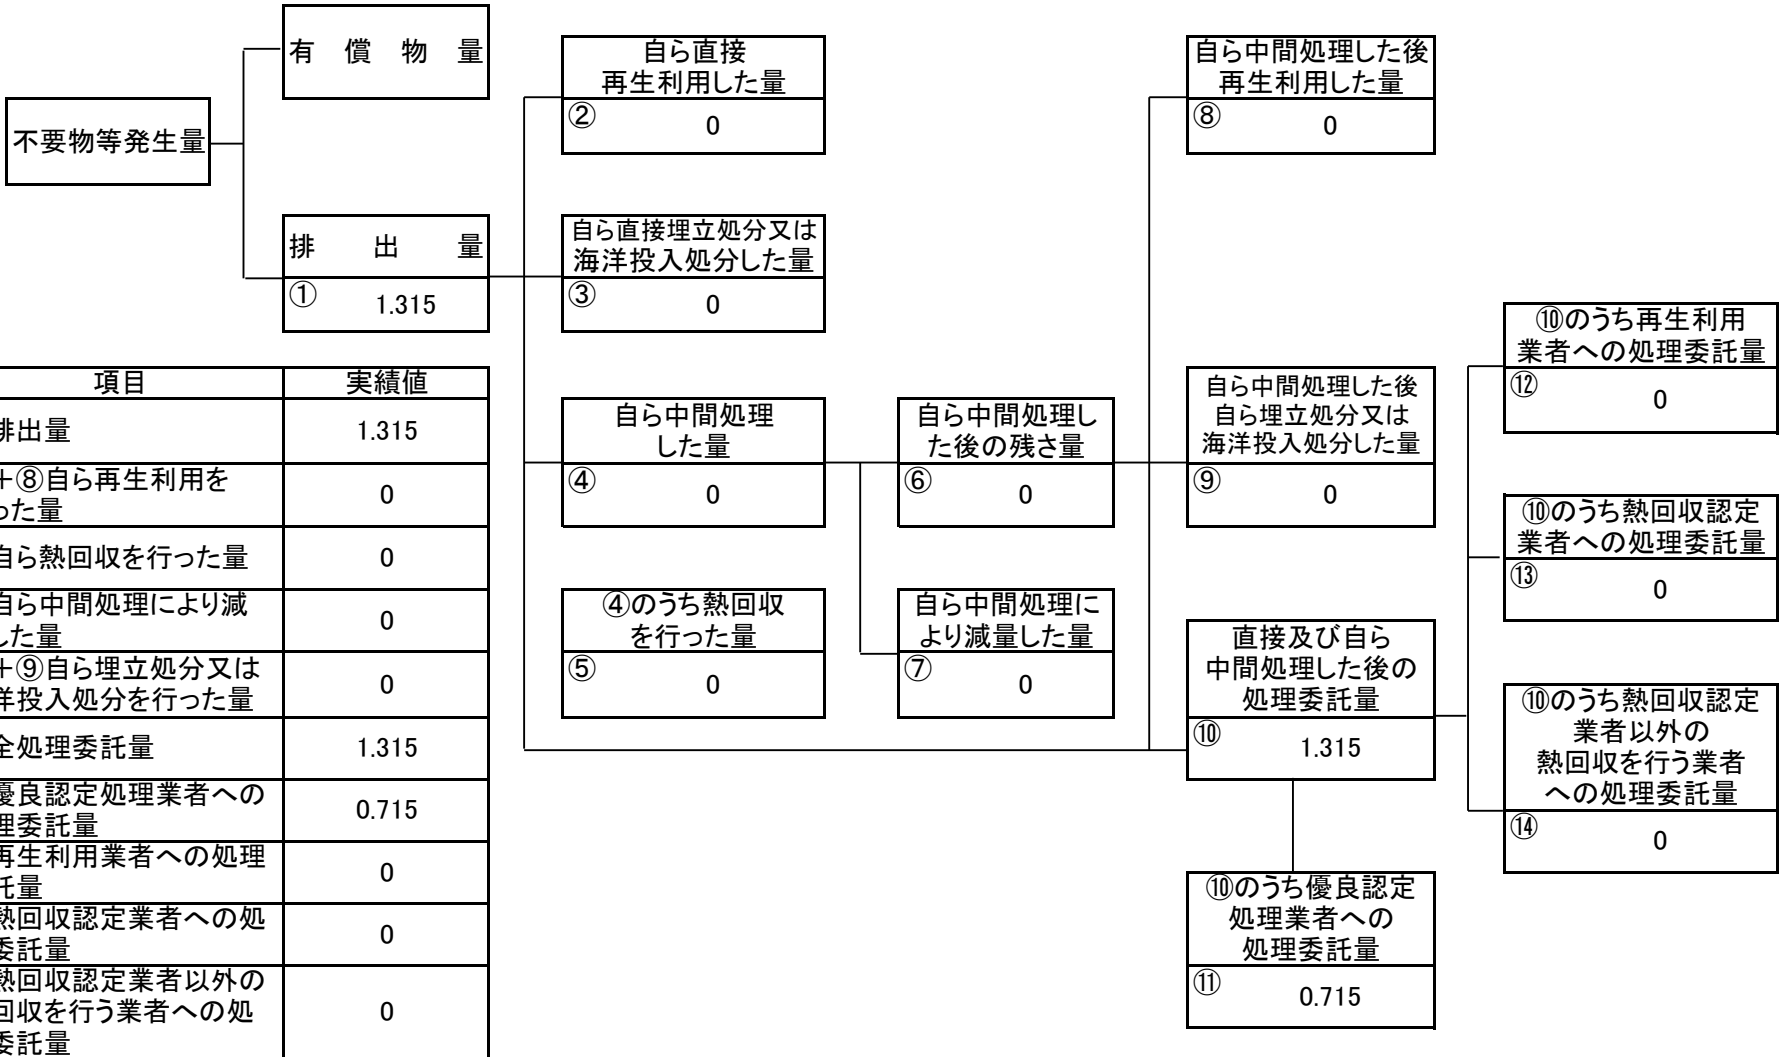 有償物量
不要物等発生量
排出量
① 1.315
自ら直接
再生利用した量
② 0
自ら直接埋立処分又は
海洋投入処分した量
③ 0
自ら中間処理
した量
④ 0
④のうち熱回収
を行った量
⑤ 0
自ら中間処理し
た後の残さ量
⑥ 0
自ら中間処理に
より減量した量
⑦ 0
自ら中間処理した後
再生利用した量
⑧ 0
自ら中間処理した後
自ら埋立処分又は
海洋投入処分した量
⑨ 0
直接及び自ら
中間処理した後の
処理委託量
⑩ 1.315
⑩のうち優良認定
処理業者への
処理委託量
⑪ 0.715
⑩のうち再生利用
業者への処理委託量
⑫ 0
⑩のうち熱回収認定
業者への処理委託量
⑬ 0
⑩のうち熱回収認定
業者以外の
熱回収を行う業者
への処理委託量
⑭ 0
項目 実績値
排出量 1.315
+⑧自ら再生利用を
った量 0
自ら熱回収を行った量 0
自ら中間処理により減
した量 0
+⑨自ら埋立処分又は
洋投入処分を行った量 0
全処理委託量 1.315
優良認定処理業者への
理委託量 0.715
再生利用業者への処理
託量 0
熱回収認定業者への処
委託量 0
熱回収認定業者以外の
回収を行う業者への処
委託量 0